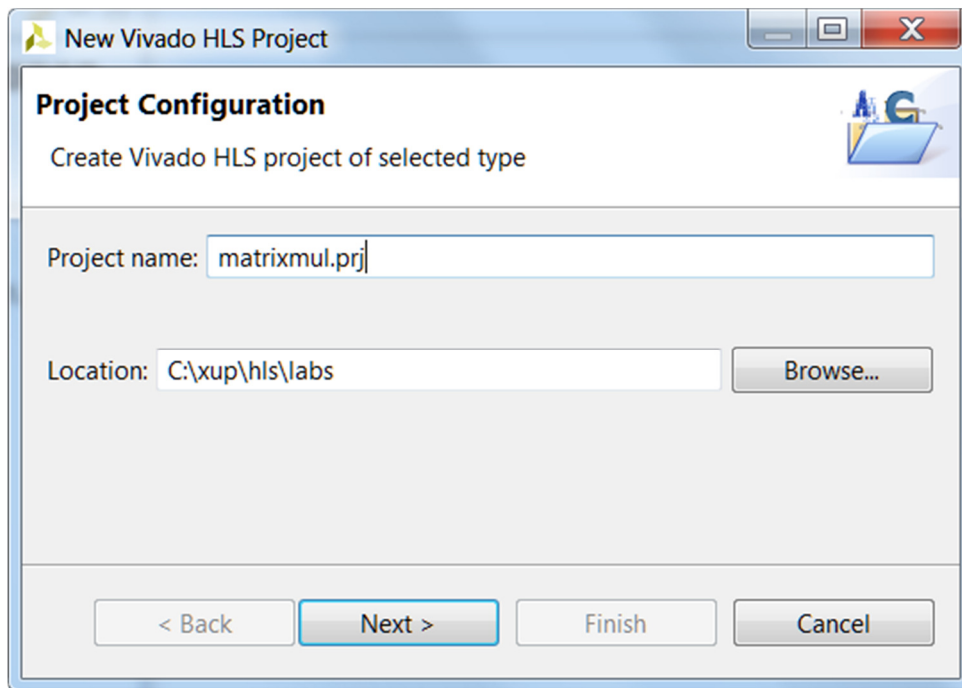 New Vivado HLS Project
Project Configuration
Create Vivado HLS project of selected type
Project name: matrixmul.prj
Location: C:\xup\hls\labs Browse...
< Back Next > Finish Cancel